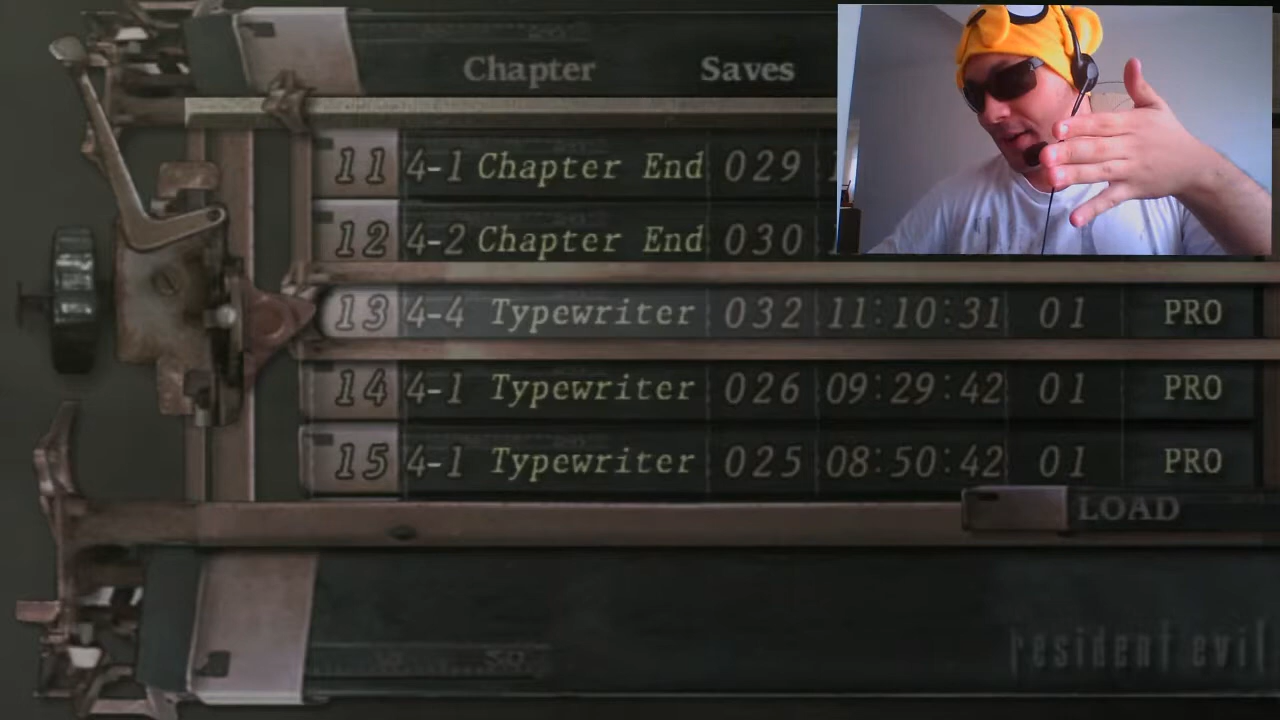 Chapter Saves
11 4-1 Chapter End 029
12 4-2 Chapter End 030
13 4-4 Typewriter 032 11:10:31 01 PRO
14 4-1 Typewriter 026 09:29:42 01 PRO
15 4-1 Typewriter 025 08:50:42 01 PRO
LOAD
resident evil